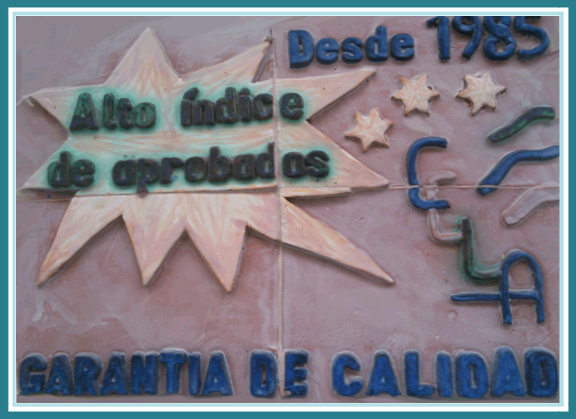 Desde 1985
Alto índice
de aprobados
GARANTIA DE CALIDAD